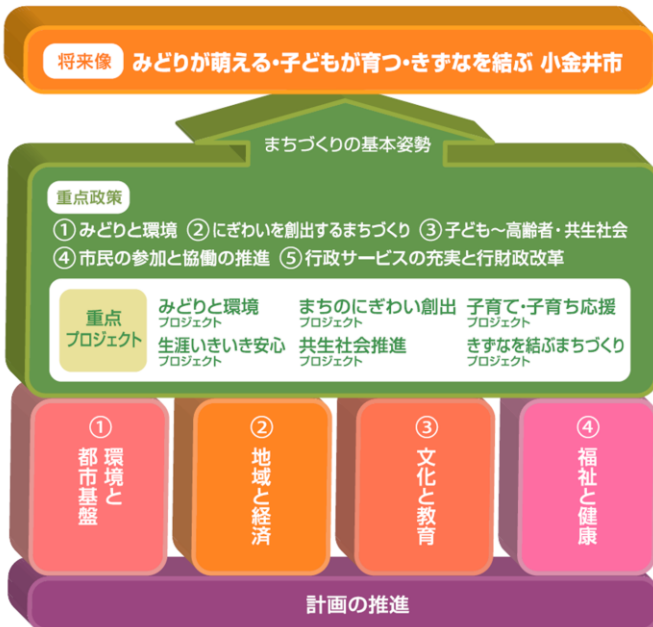 将来像 みどりが萌える・子どもが育つ・きずなを結ぶ 小金井市
まちづくりの基本姿勢
重点政策
①みどりと環境 ②にぎわいを創出するまちづくり ③子ども～高齢者・共生社会
④市民の参加と協働の推進 ⑤行政サービスの充実と行財政改革
重点
プロジェクト
みどりと環境 まちのにぎわい創出 子育て・子育ち応援
プロジェクト プロジェクト プロジェクト
生涯いきいき安心 共生社会推進 きずなを結ぶまちづくり
プロジェクト プロジェクト プロジェクト
①
環境と
都市基盤
②
地域と経済
③
文化と教育
④
福祉と健康
計画の推進